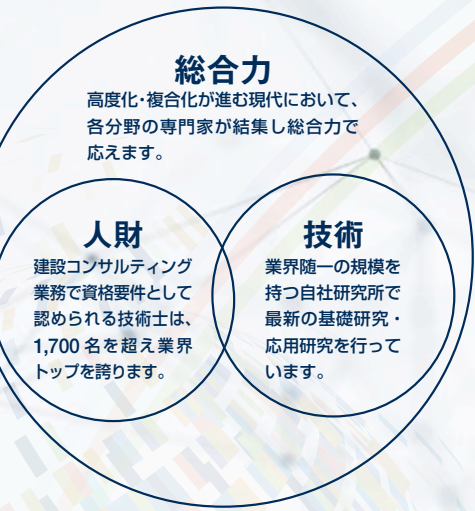 総合力
高度化・複合化が進む現代において、
各分野の専門家が結集し総合力で
応えます。
人財
建設コンサルティング
業務で資格要件として
認められる技術士は、
1,700 名を超え業界
トップを誇ります。
技術
業界随一の規模を
持つ自社研究所で
最新の基礎研究・
応用研究を行って
います。